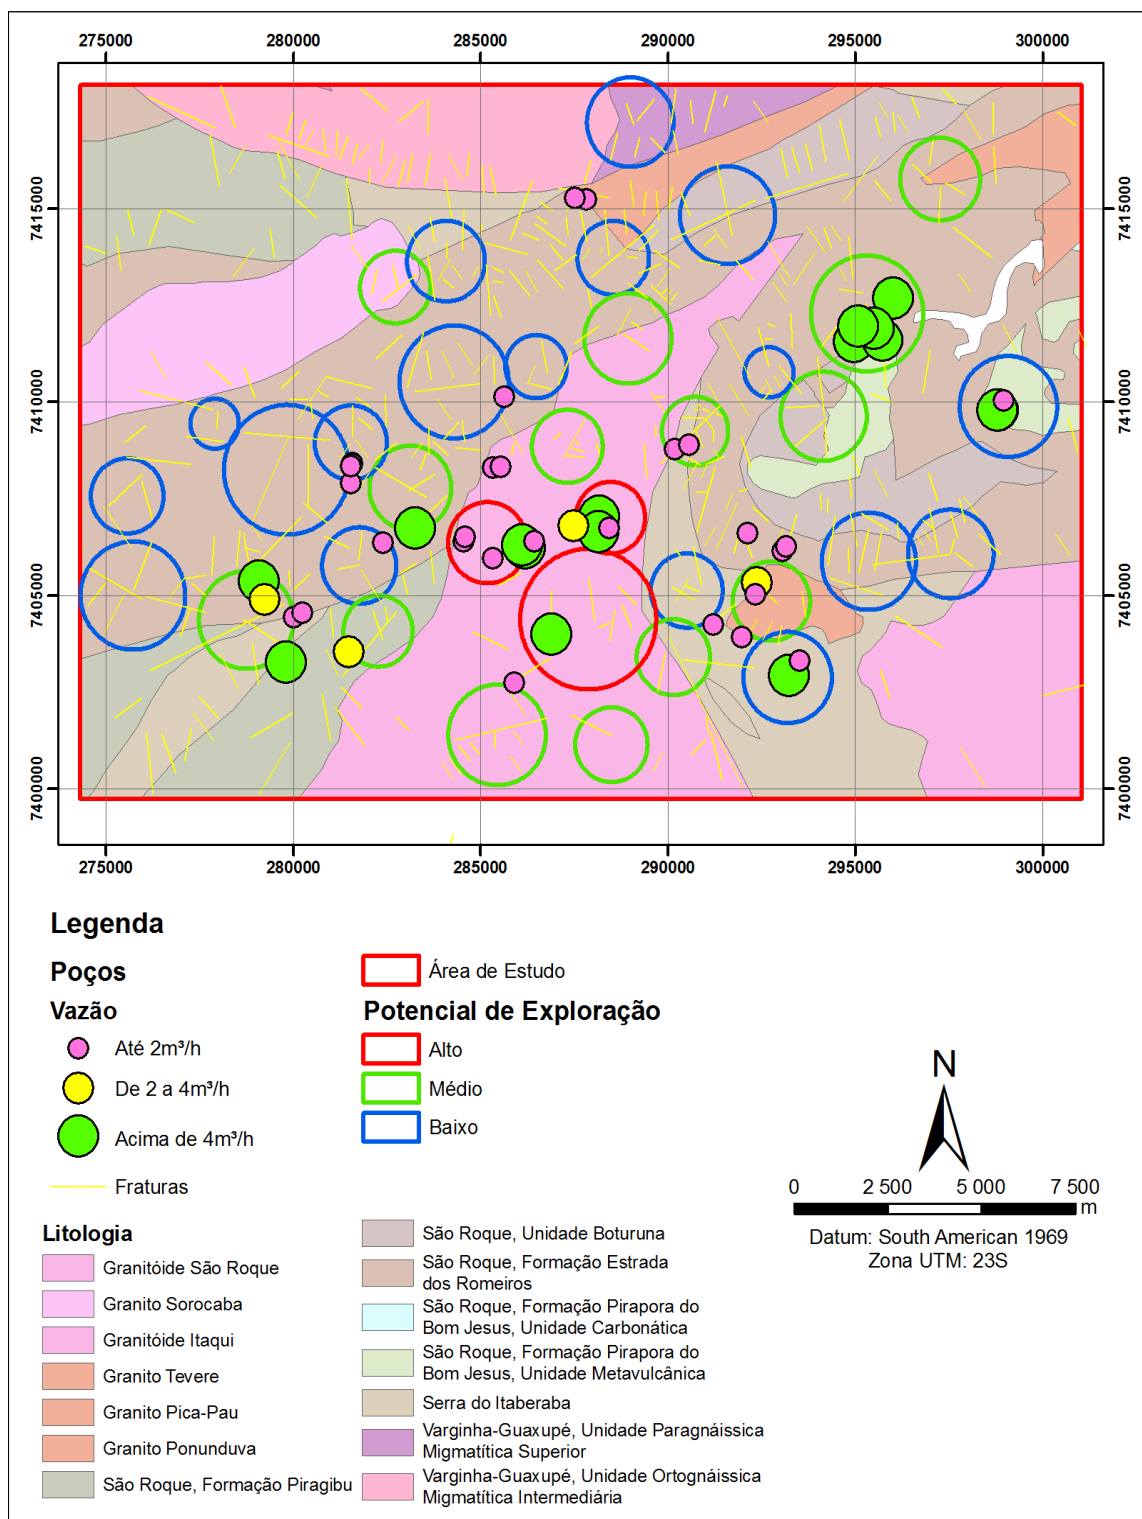 275000 280000 285000 290000 295000 300000
7415000 7415000
7410000 7410000
7405000 7405000
7400000 7400000
275000 280000 285000 290000 295000 300000
Legenda
Poços
Vazão
Até 2m³/h
De 2 a 4m³/h
Acima de 4m³/h
Fraturas
Área de Estudo
Potencial de Exploração
Alto
Médio
Baixo
N
0 2 500 5 000 7 500
m
Datum: South American 1969
Zona UTM: 23S
Litologia
Granitóide São Roque
Granito Sorocaba
Granitóide Itaqui
Granito Tevere
Granito Pica-Pau
Granito Ponunduva
São Roque, Formação Piragibu
São Roque, Unidade Boturuna
São Roque, Formação Estrada
dos Romeiros
São Roque, Formação Pirapora do
Bom Jesus, Unidade Carbonática
São Roque, Formação Pirapora do
Bom Jesus, Unidade Metavulcânica
Serra do Itaberaba
Varginha-Guaxupé, Unidade Paragnáissica
Migmatítica Superior
Varginha-Guaxupé, Unidade Ortognáissica
Migmatítica Intermediária